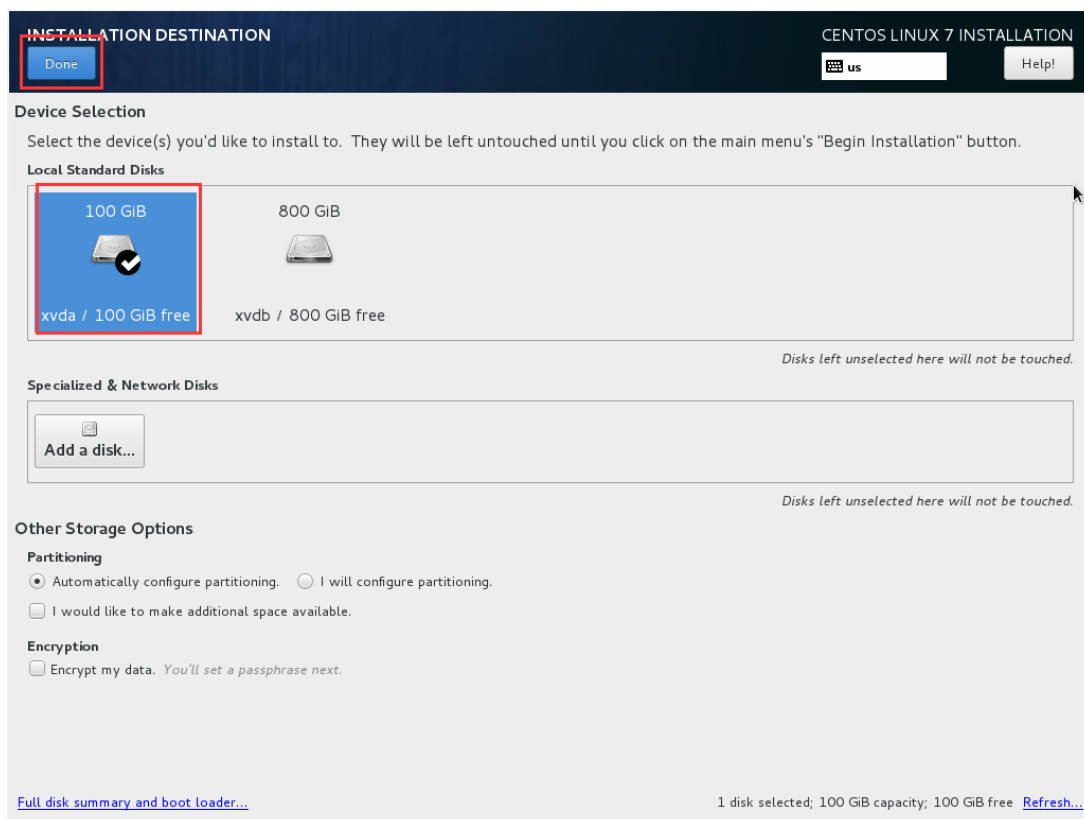 INSTALLATION DESTINATION
CENTOS LINUX 7 INSTALLATION
Done
us
Help!
Device Selection
Select the device(s) you'd like to install to. They will be left untouched until you click on the main menu's "Begin Installation" button.
Local Standard Disks
100 GiB
800 GiB
xvda / 100 GiB free
xvdb / 800 GiB free
Disks left unselected here will not be touched.
Specialized & Network Disks
Add a disk...
Disks left unselected here will not be touched.
Other Storage Options
Partitioning
Automatically configure partitioning. I will configure partitioning.
I would like to make additional space available.
Encryption
Encrypt my data. You'll set a passphrase next.
Full disk summary and boot loader...
1 disk selected; 100 GiB capacity; 100 GiB free Refresh...